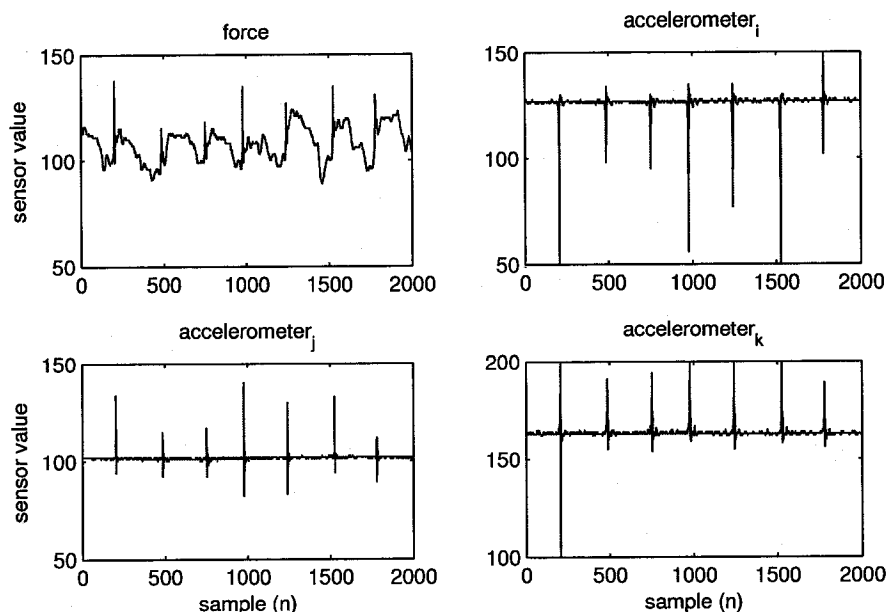 force
accelerometer_i
150
100
50
sensor value
0 500 1000 1500 2000
150
100
50
0 500 1000 1500 2000
accelerometer_j
accelerometer_k
150
100
50
sensor value
0 500 1000 1500 2000
sample (n)
200
150
100
0 500 1000 1500 2000
sample (n)